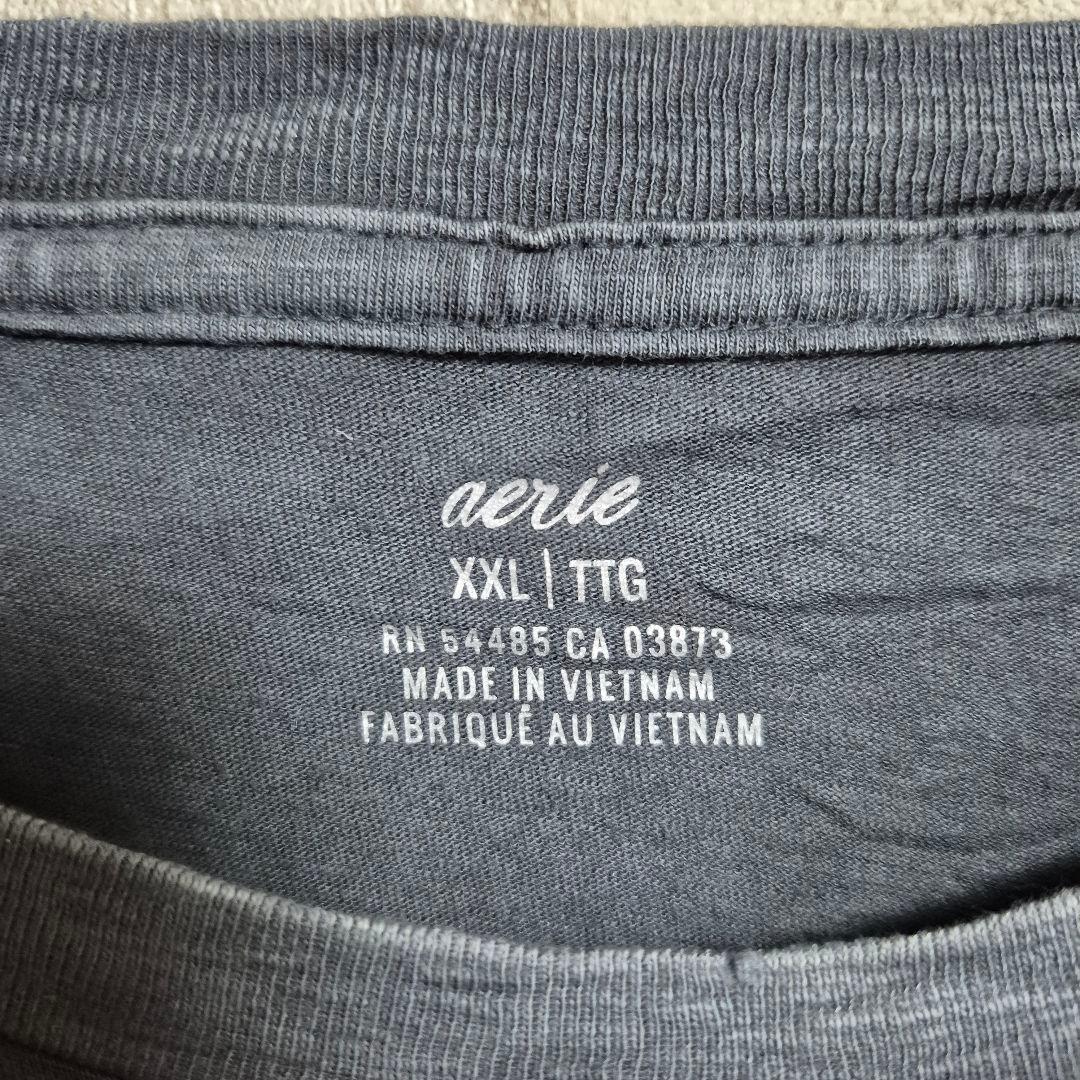 aerie
XXL | TTG
RN 54485 CA 03873
MADE IN VIETNAM
FABRIQUÉ AU VIETNAM